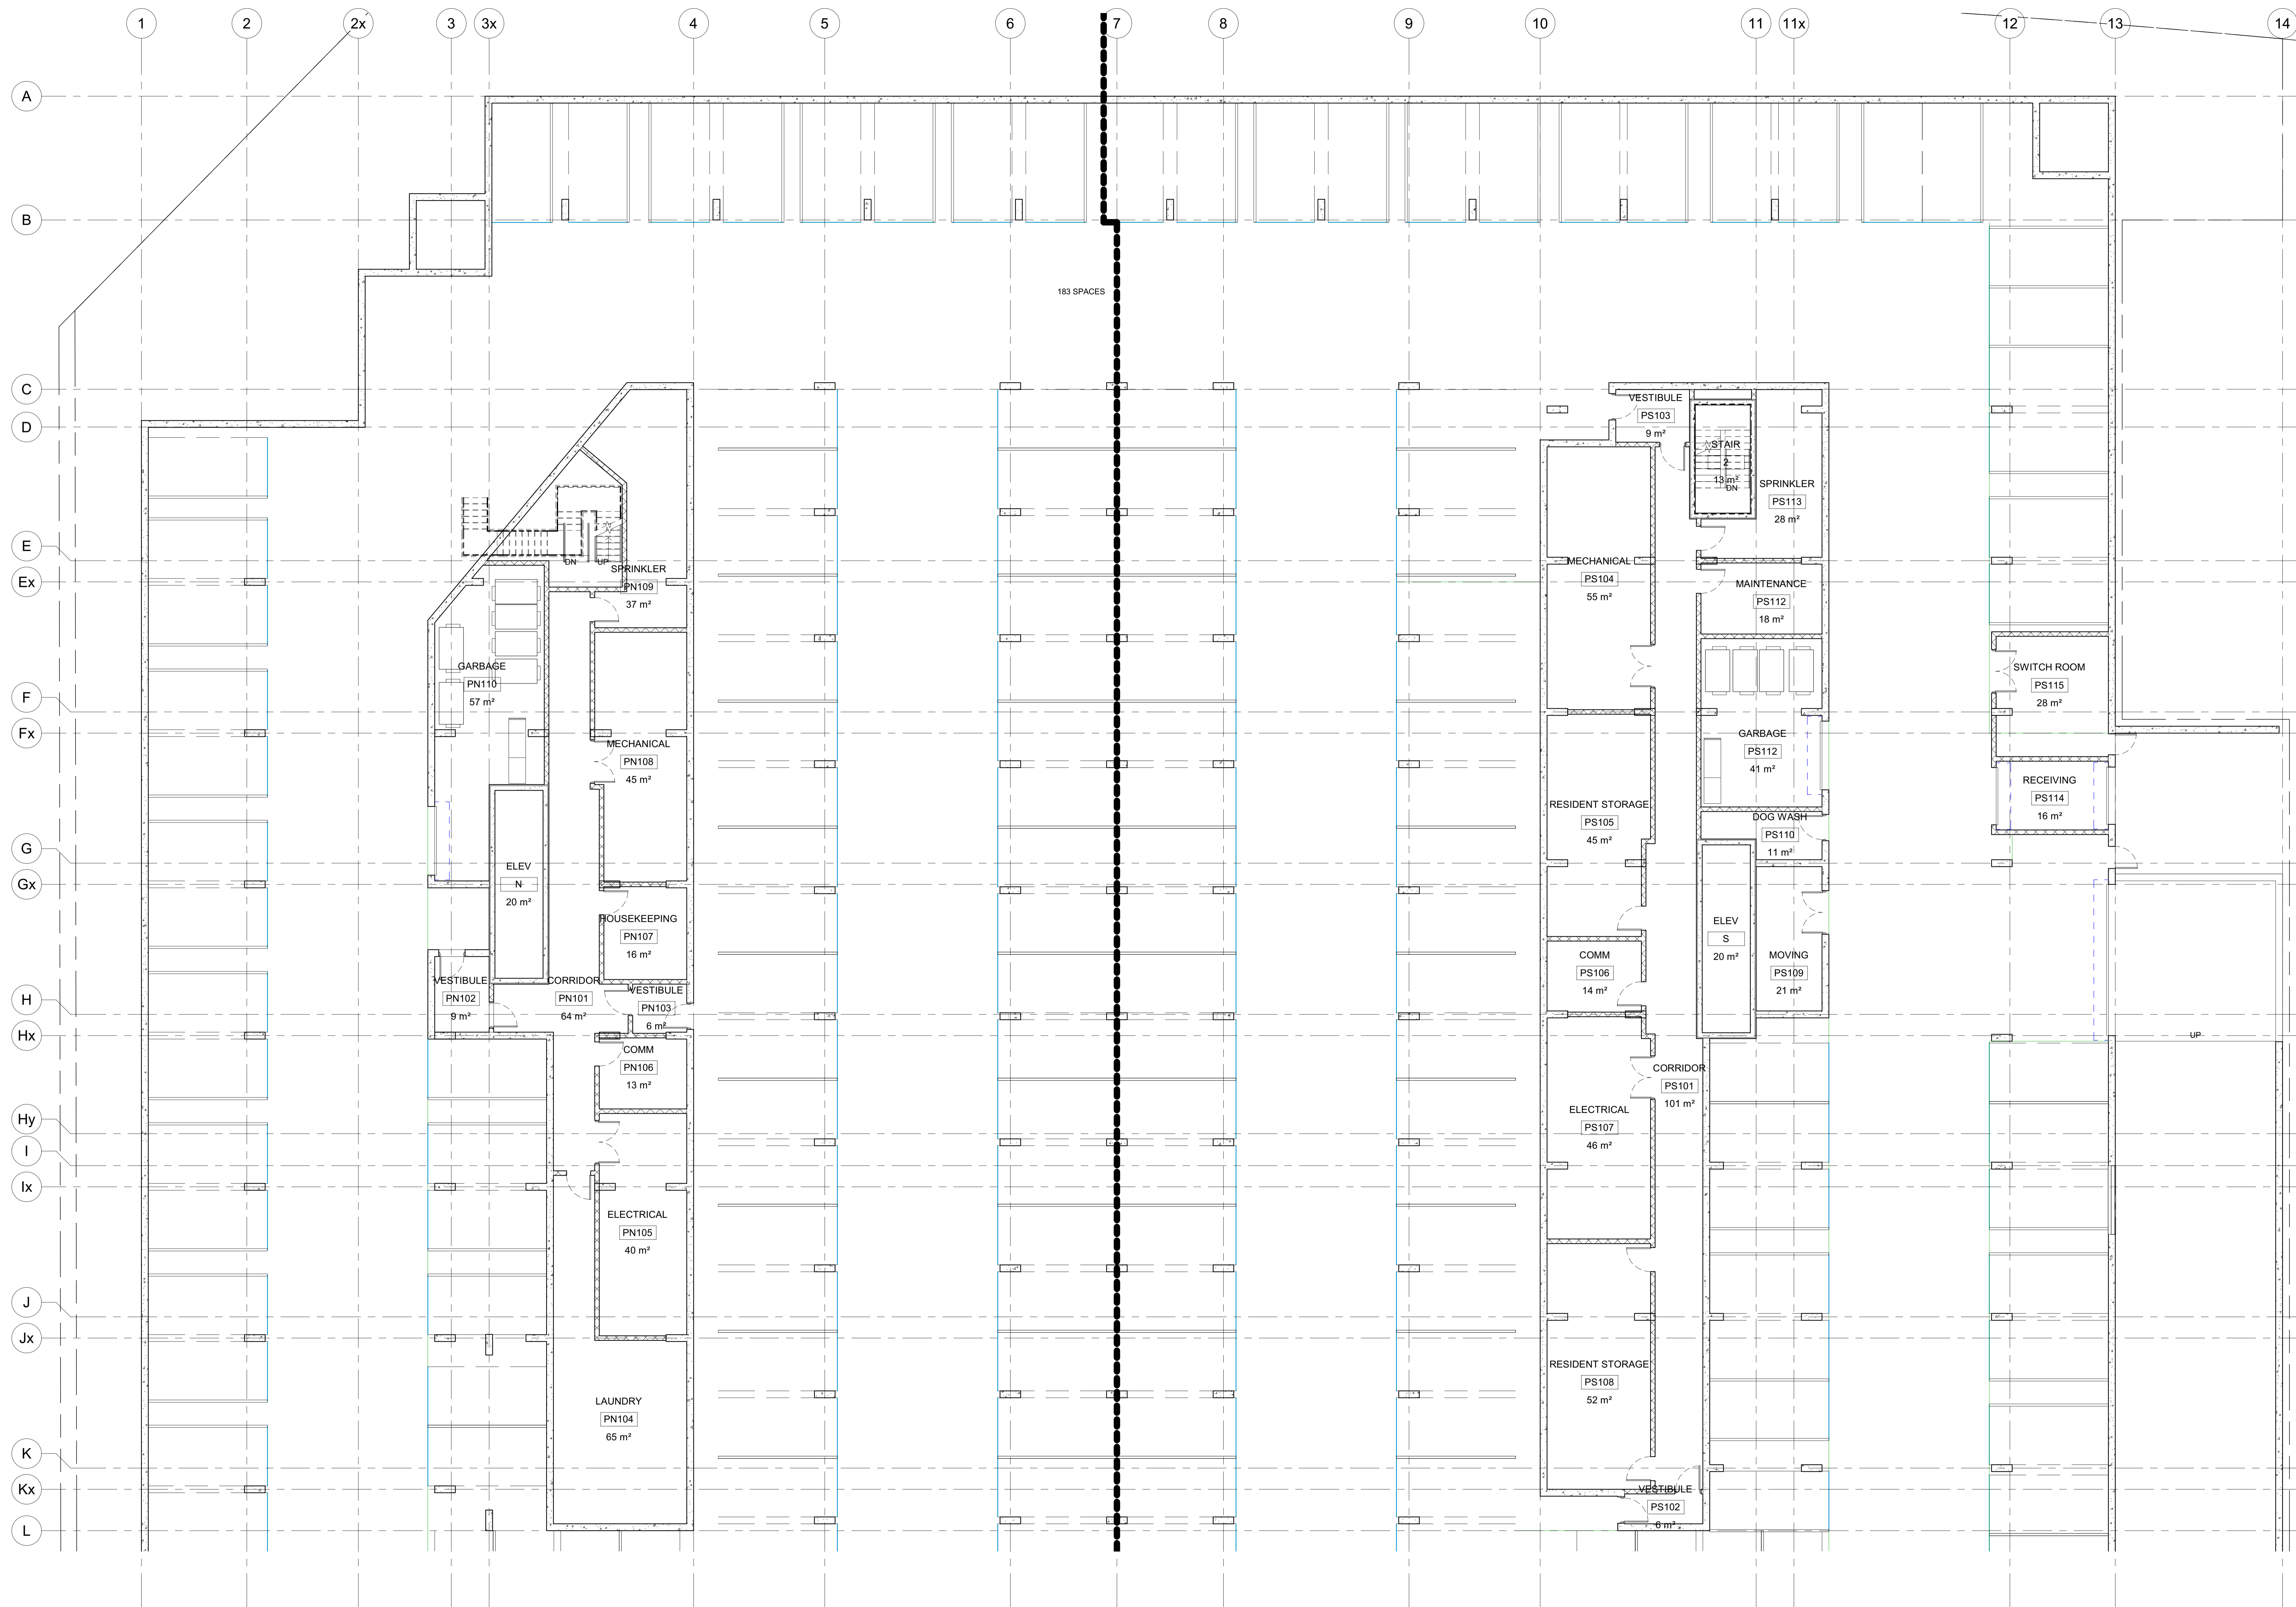 1
2
2x
3
3x
4
5
6
7
8
9
10
11
11x
12
13
14
A
B
C
D
E
Ex
F
Fx
G
Gx
H
Hx
Hy
I
Ix
J
Jx
K
Kx
L
183 SPACES
DN
UP
SPRINKLER
PN109
37 m²
GARBAGE
PN110
57 m²
MECHANICAL
PN108
45 m²
ELEV
N
20 m²
HOUSEKEEPING
PN107
16 m²
VESTIBULE
PN102
9 m²
CORRIDOR
PN101
64 m²
VESTIBULE
PN103
6 m²
COMM
PN106
13 m²
ELECTRICAL
PN105
40 m²
LAUNDRY
PN104
65 m²
VESTIBULE
PS103
9 m²
STAIR
2
13 m²
DN
SPRINKLER
PS113
28 m²
MECHANICAL
PS104
55 m²
MAINTENANCE
PS112
18 m²
GARBAGE
PS112
41 m²
RESIDENT STORAGE
PS105
45 m²
DOG WASH
PS110
11 m²
ELEV
S
20 m²
COMM
PS106
14 m²
MOVING
PS109
21 m²
CORRIDOR
PS101
101 m²
ELECTRICAL
PS107
46 m²
RESIDENT STORAGE
PS108
52 m²
VESTIBULE
PS102
6 m²
SWITCH ROOM
PS115
28 m²
RECEIVING
PS114
16 m²
UP